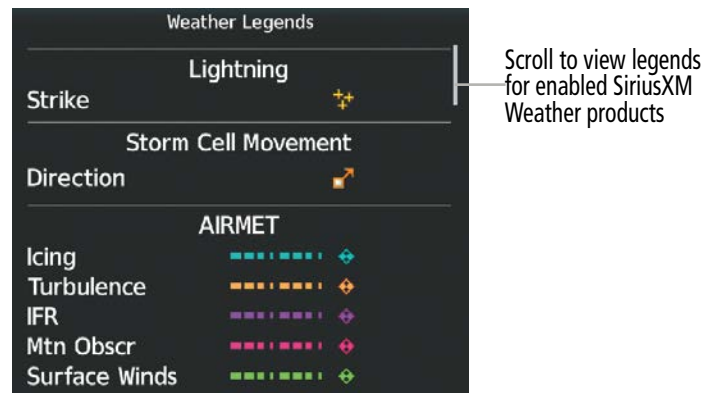 Weather Legends
Lightning
Strike
Storm Cell Movement
Direction
AIRMET
Icing
Turbulence
IFR
Mtn Obscr
Surface Winds
Scroll to view legends
for enabled SiriusXM
Weather products